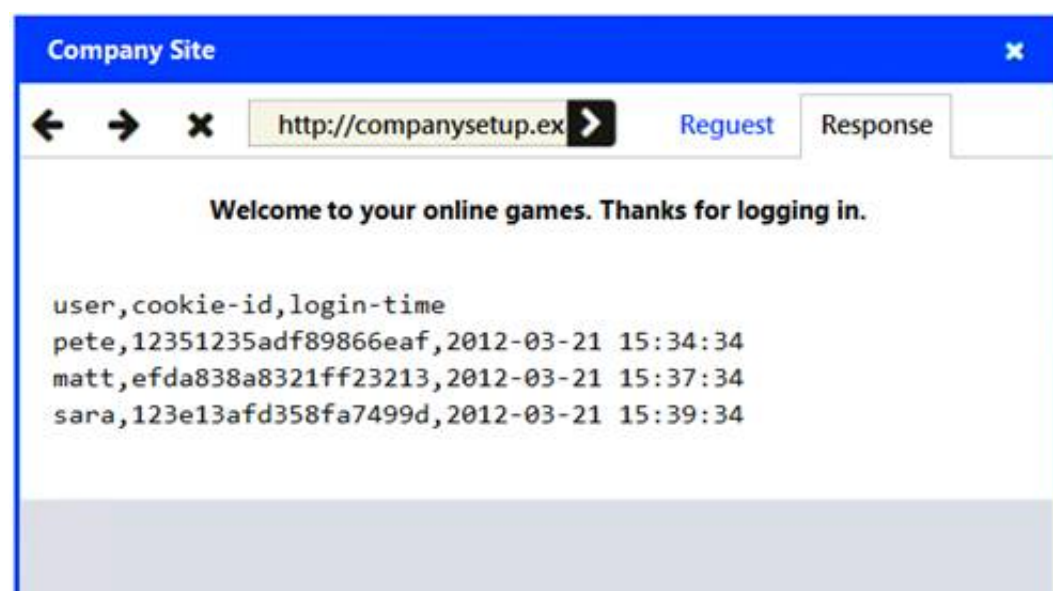 Company Site
http://companysetup.ex
Reguest
Response
Welcome to your online games. Thanks for logging in.
user,cookie-id,login-time
pete,12351235adf89866eaf,2012-03-21 15:34:34
matt,efda838a8321ff23213,2012-03-21 15:37:34
sara,123e13afd358fa7499d,2012-03-21 15:39:34